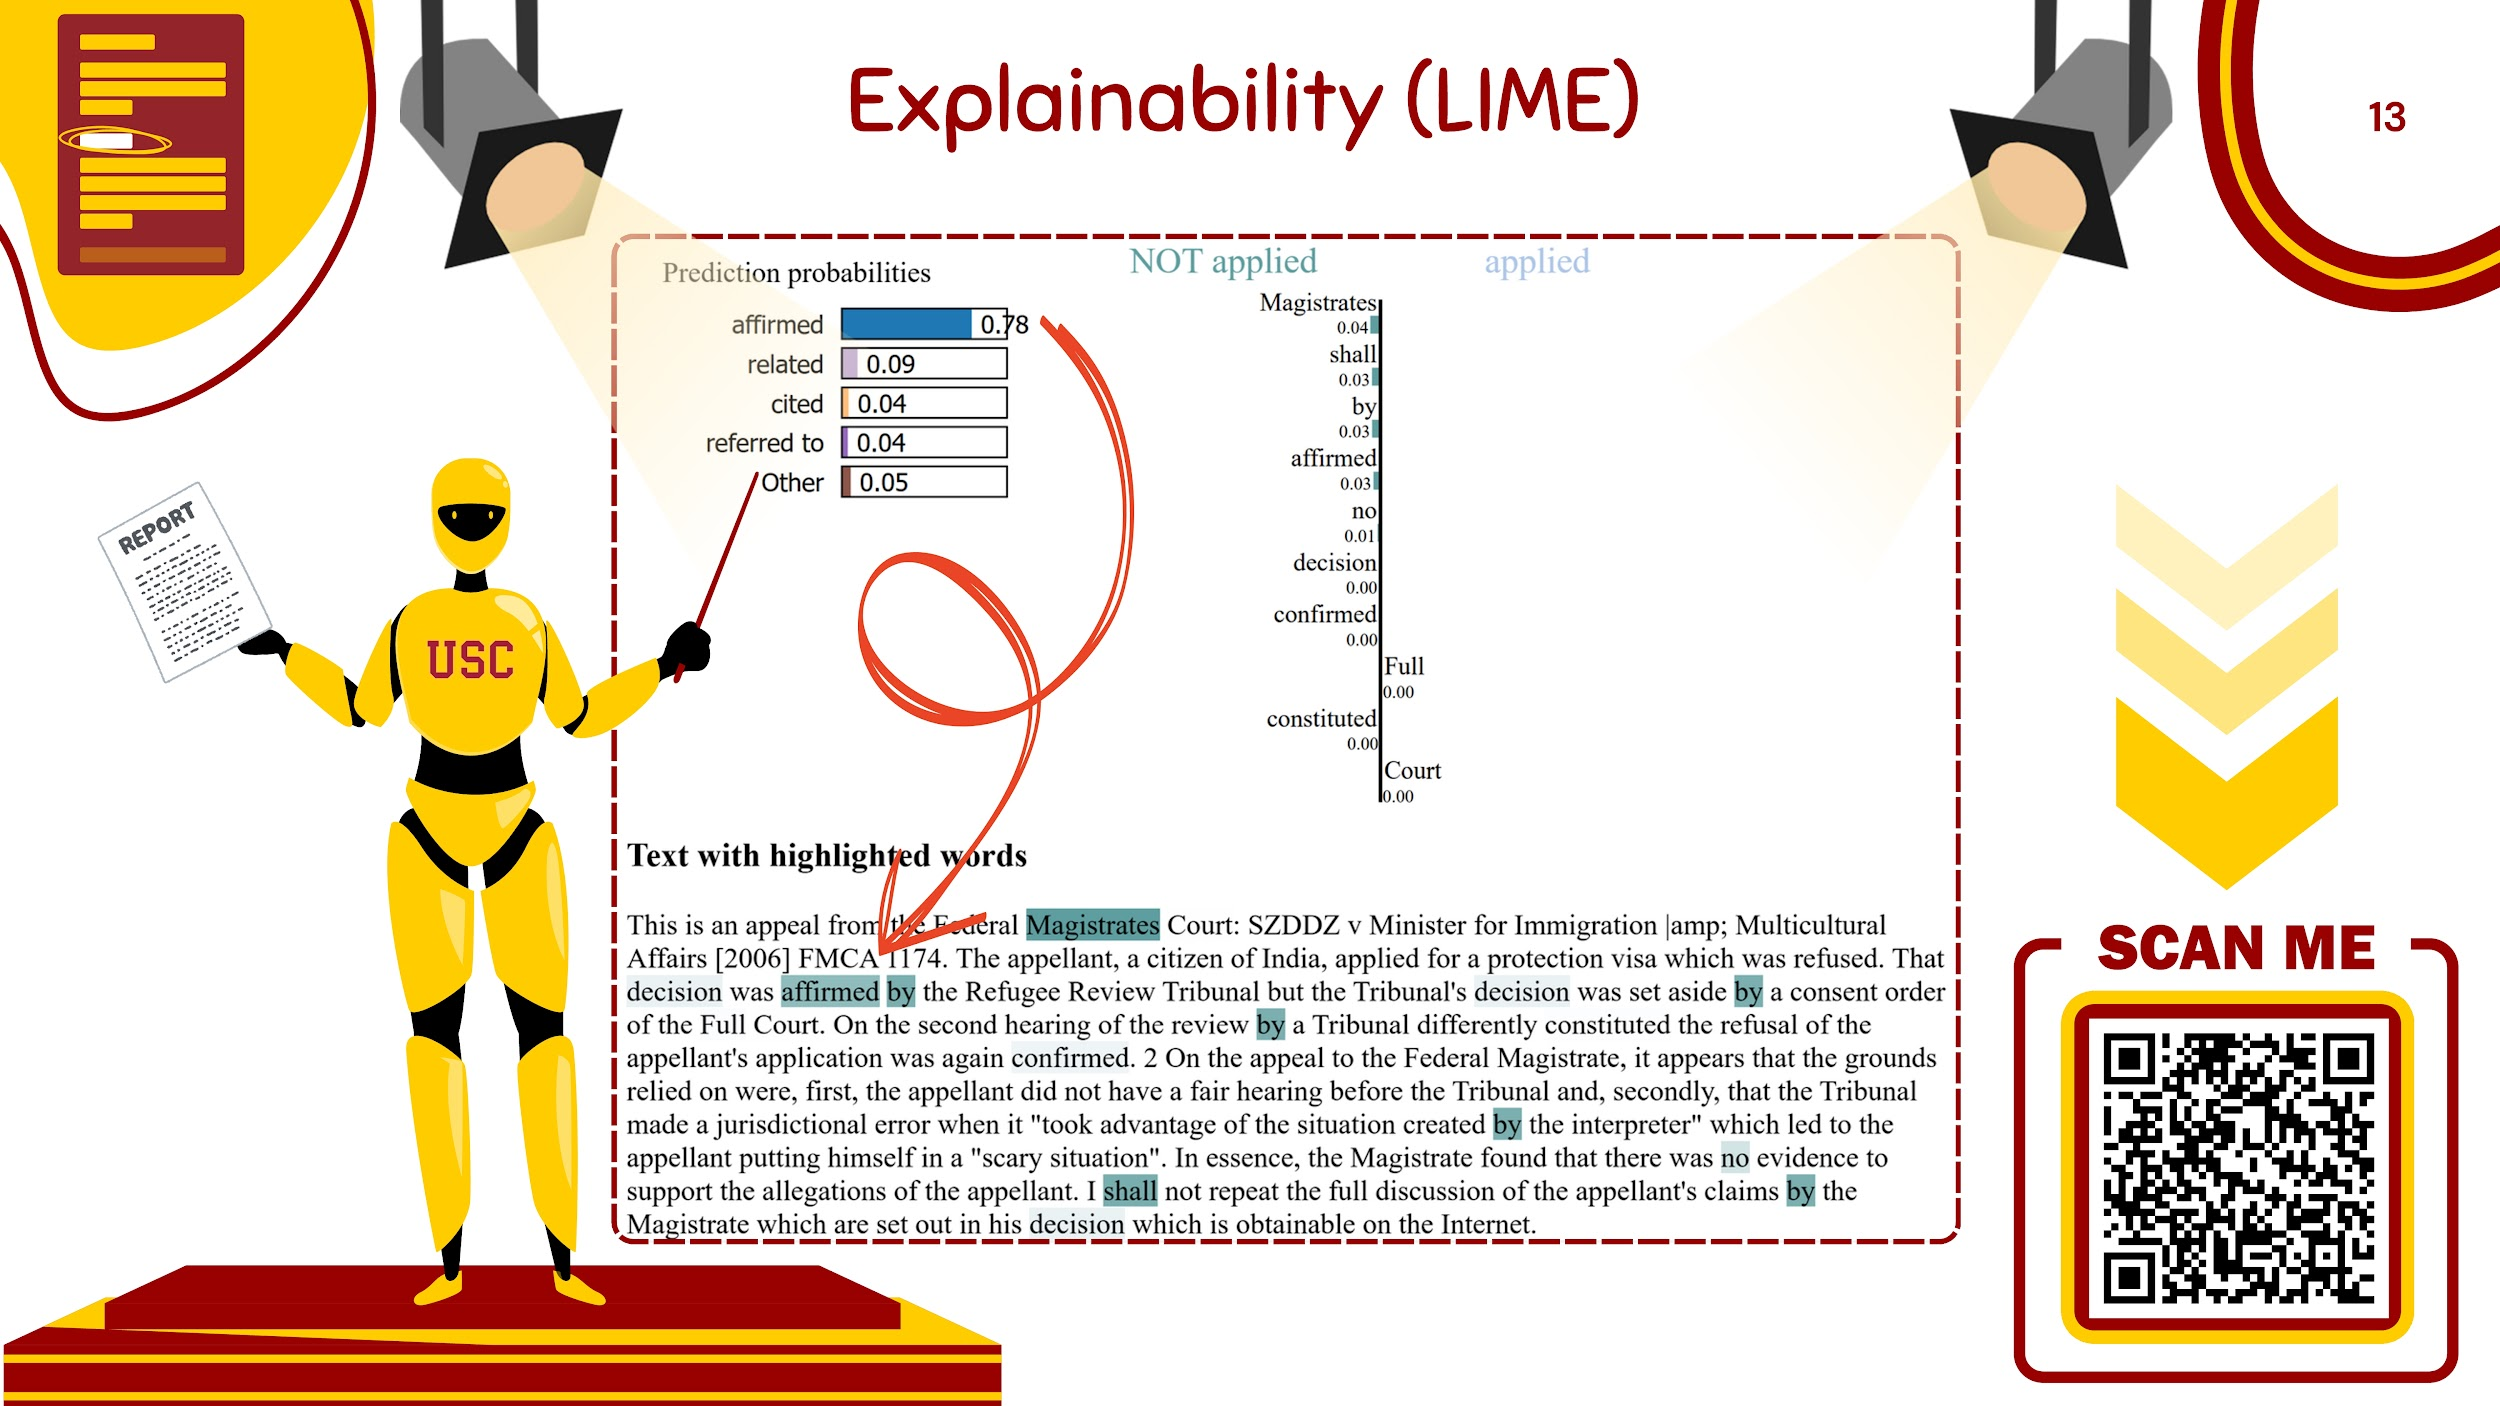 Explainability (LIME)
13
Prediction probabilities
affirmed 0.78
related 0.09
cited 0.04
referred to 0.04
Other 0.05
NOT applied applied
Magistrates
0.04
shall
0.03
by
0.03
affirmed
0.03
no
0.01
decision
0.00
confirmed
0.00
Full
0.00
constituted
0.00
Court
0.00
REPORT
USC
Text with highlighted words
This is an appeal from the Federal Magistrates Court: SZDDZ v Minister for Immigration |amp; Multicultural
Affairs [2006] FMCA 1174. The appellant, a citizen of India, applied for a protection visa which was refused. That
decision was affirmed by the Refugee Review Tribunal but the Tribunal's decision was set aside by a consent order
of the Full Court. On the second hearing of the review by a Tribunal differently constituted the refusal of the
appellant's application was again confirmed. 2 On the appeal to the Federal Magistrate, it appears that the grounds
relied on were, first, the appellant did not have a fair hearing before the Tribunal and, secondly, that the Tribunal
made a jurisdictional error when it "took advantage of the situation created by the interpreter" which led to the
appellant putting himself in a "scary situation". In essence, the Magistrate found that there was no evidence to
support the allegations of the appellant. I shall not repeat the full discussion of the appellant's claims by the
Magistrate which are set out in his decision which is obtainable on the Internet.
SCAN ME